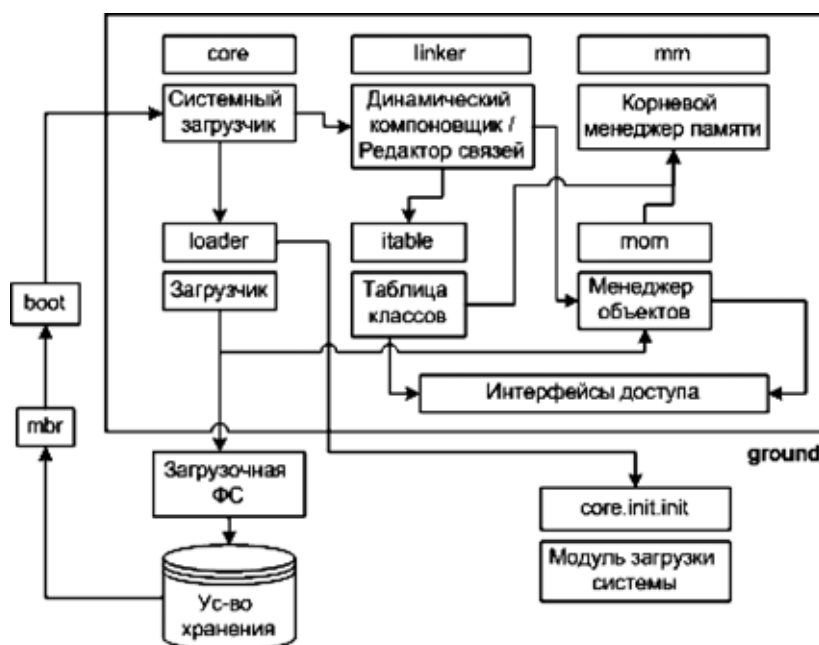 core
linker
mm
Системный
загрузчик
Динамический
компоновщик /
Редактор связей
Корневой
менеджер памяти
loader
itable
mom
Загрузчик
Таблица
классов
Менеджер
объектов
boot
Интерфейсы доступа
mbr
ground
Загрузочная
ФС
core.init.init
Модуль загрузки
системы
Ус-во
хранения